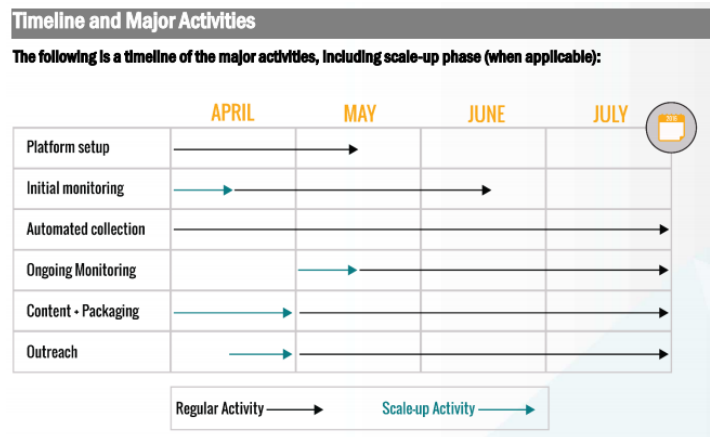 Timeline and Major Activities
The following is a timeline of the major activities, including scale-up phase (when applicable):
APRIL MAY JUNE JULY
Platform setup
Initial monitoring
Automated collection
Ongoing Monitoring
Content + Packaging
Outreach
Regular Activity Scale-up Activity